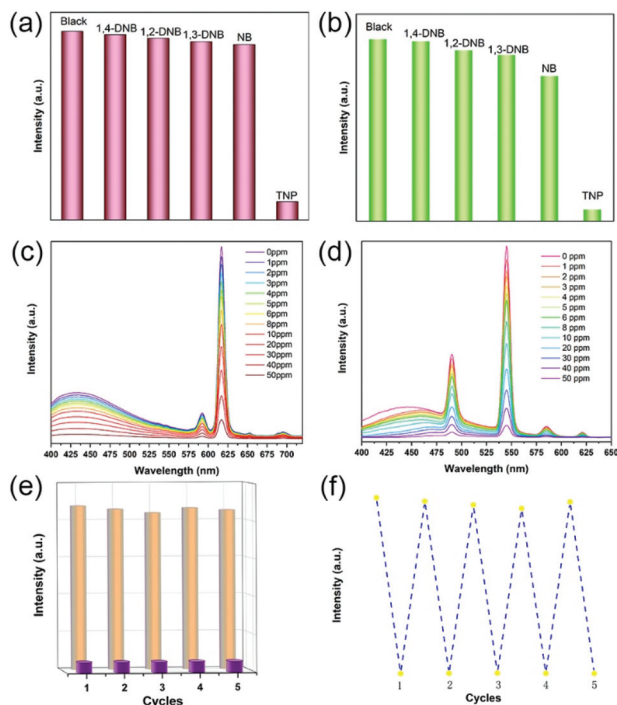 (a)
Intensity (a.u.)
Black
1,4-DNB
1,2-DNB
1,3-DNB
NB
TNP
(b)
Intensity (a.u.)
Black
1,4-DNB
1,2-DNB
1,3-DNB
NB
TNP
(c)
Intensity (a.u.)
0ppm
1ppm
2ppm
3ppm
4ppm
5ppm
6ppm
8ppm
10ppm
20ppm
30ppm
40ppm
50ppm
400 425 450 475 500 525 550 575 600 625 650 675 700
Wavelength (nm)
(d)
Intensity (a.u.)
0 ppm
1 ppm
2 ppm
3 ppm
4 ppm
5 ppm
6 ppm
8 ppm
10 ppm
20 ppm
30 ppm
40 ppm
50 ppm
400 425 450 475 500 525 550 575 600 625 650
Wavelength (nm)
(e)
Intensity (a.u.)
1 2 3 4 5
Cycles
(f)
Intensity (a.u.)
1 2 3 4 5
Cycles